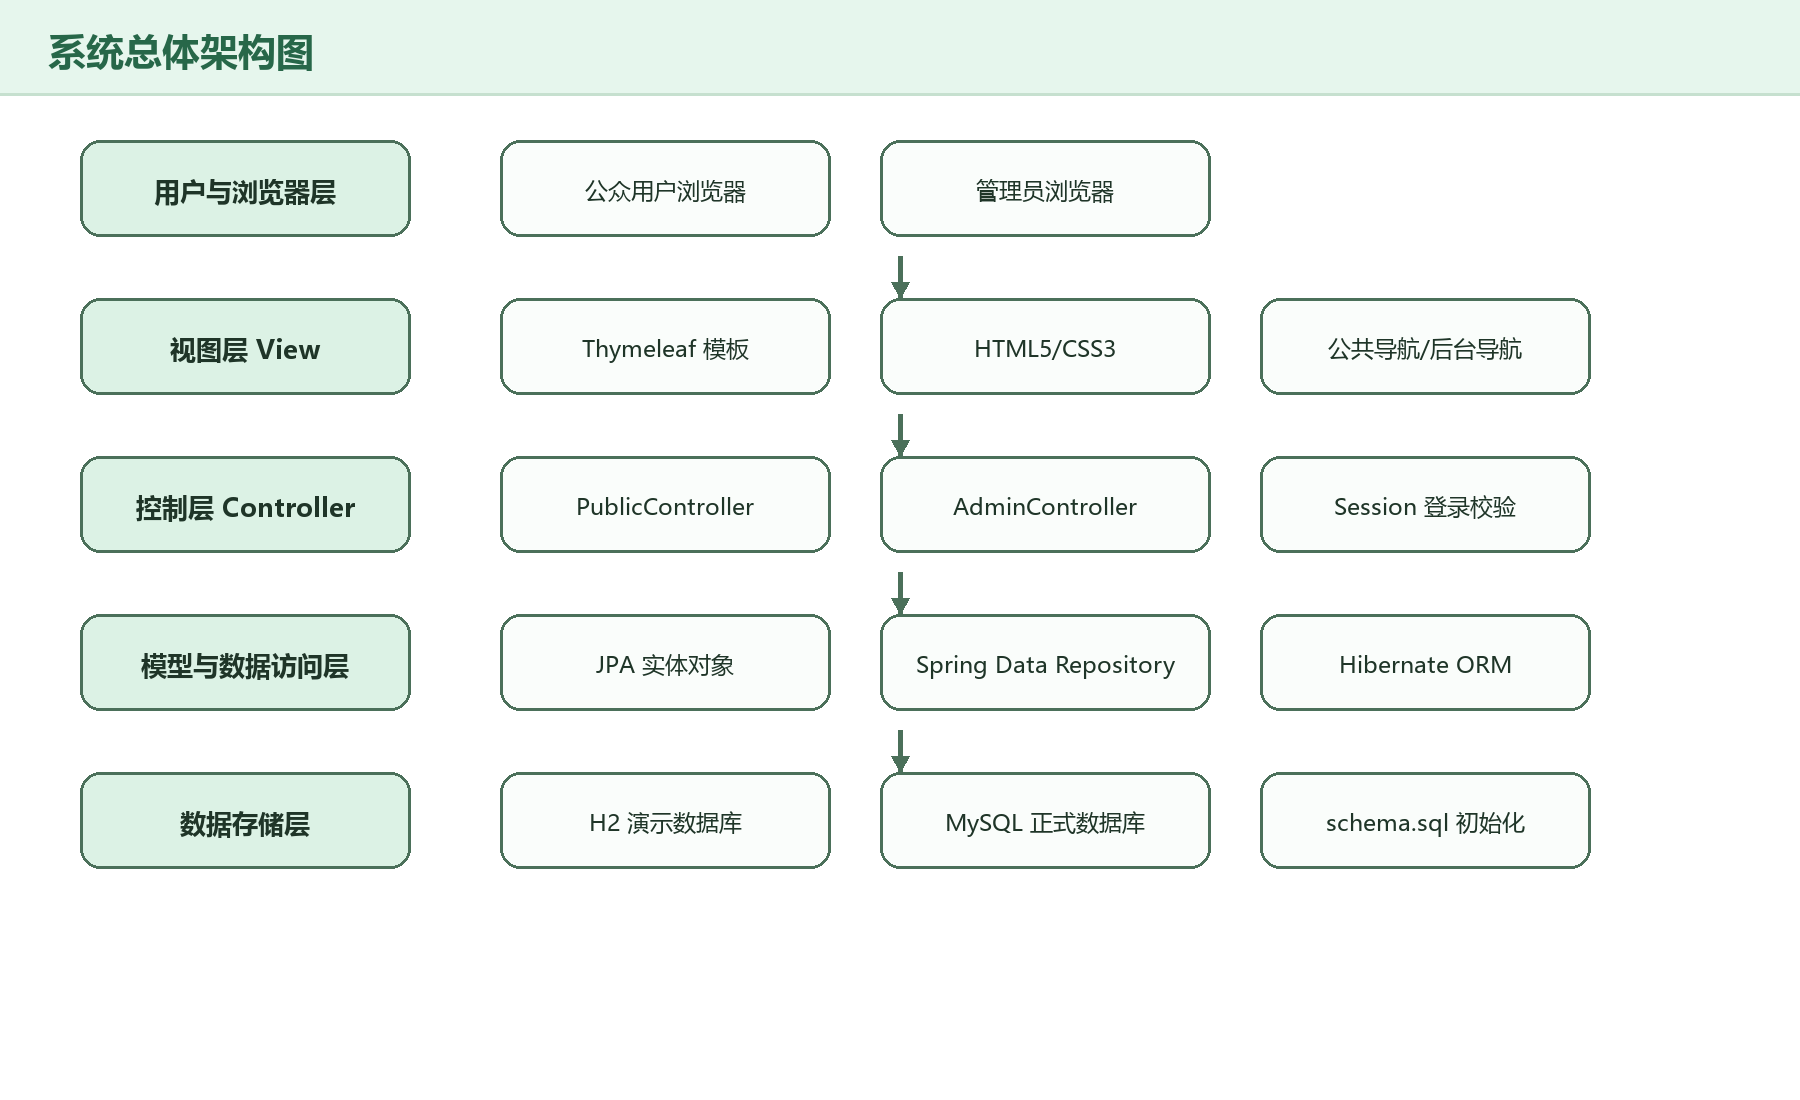 系统总体架构图
用户与浏览器层
公众用户浏览器
管理员浏览器
视图层 View
Thymeleaf 模板
HTML5/CSS3
公共导航/后台导航
控制层 Controller
PublicController
AdminController
Session 登录校验
模型与数据访问层
JPA 实体对象
Spring Data Repository
Hibernate ORM
数据存储层
H2 演示数据库
MySQL 正式数据库
schema.sql 初始化